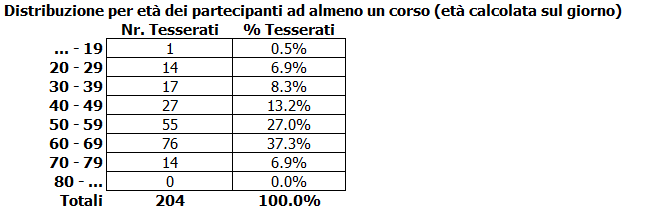 Distribuzione per età dei partecipanti ad almeno un corso (età calcolata sul giorno)
Nr. Tesserati % Tesserati
... - 19 1 0.5%
20 - 29 14 6.9%
30 - 39 17 8.3%
40 - 49 27 13.2%
50 - 59 55 27.0%
60 - 69 76 37.3%
70 - 79 14 6.9%
80 - ... 0 0.0%
Totali 204 100.0%